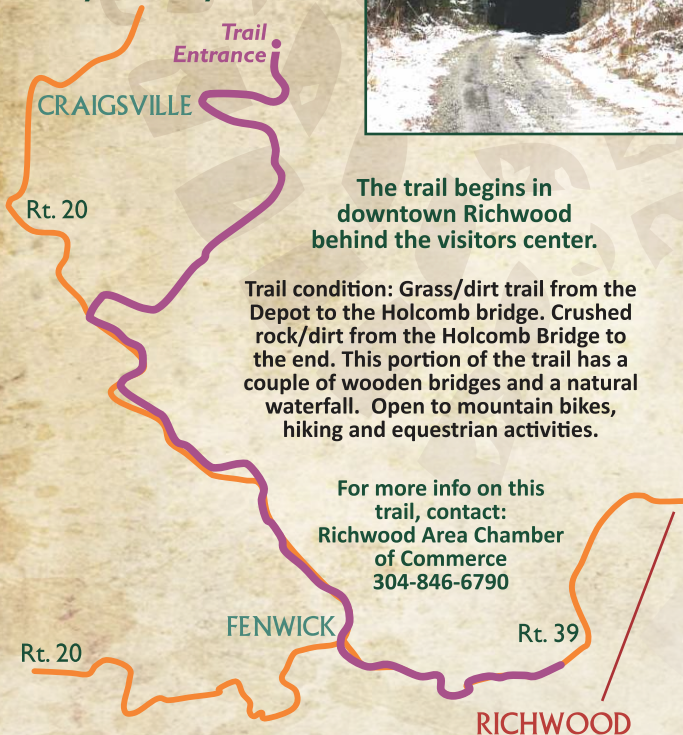 Trail
Entrance
CRAIGSVILLE
Rt. 20
The trail begins in
downtown Richwood
behind the visitors center.
Trail condition: Grass/dirt trail from the
Depot to the Holcomb bridge. Crushed
rock/dirt from the Holcomb Bridge to
the end. This portion of the trail has a
couple of wooden bridges and a natural
waterfall. Open to mountain bikes,
hiking and equestrian activities.
For more info on this
trail, contact:
Richwood Area Chamber
of Commerce
304-846-6790
FENWICK
Rt. 39
Rt. 20
RICHWOOD